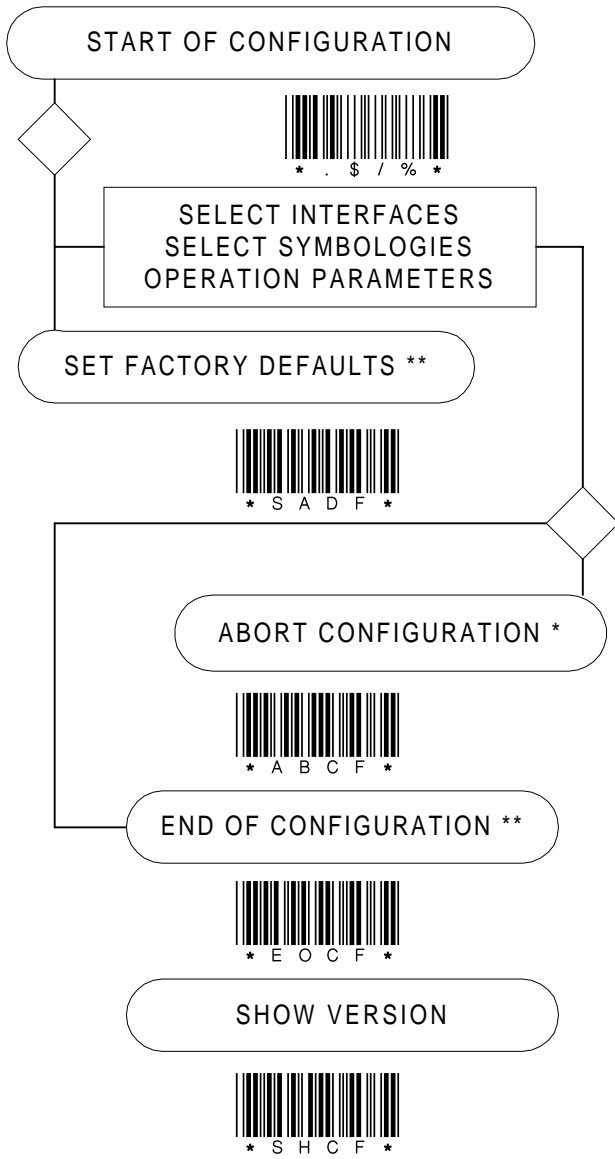 START OF CONFIGURATION
* . $ / % *
SELECT INTERFACES
SELECT SYMBOLOGIES
OPERATION PARAMETERS
SET FACTORY DEFAULTS **
* S A D F *
ABORT CONFIGURATION *
* A B C F *
END OF CONFIGURATION **
* E O C F *
SHOW VERSION
* S H C F *